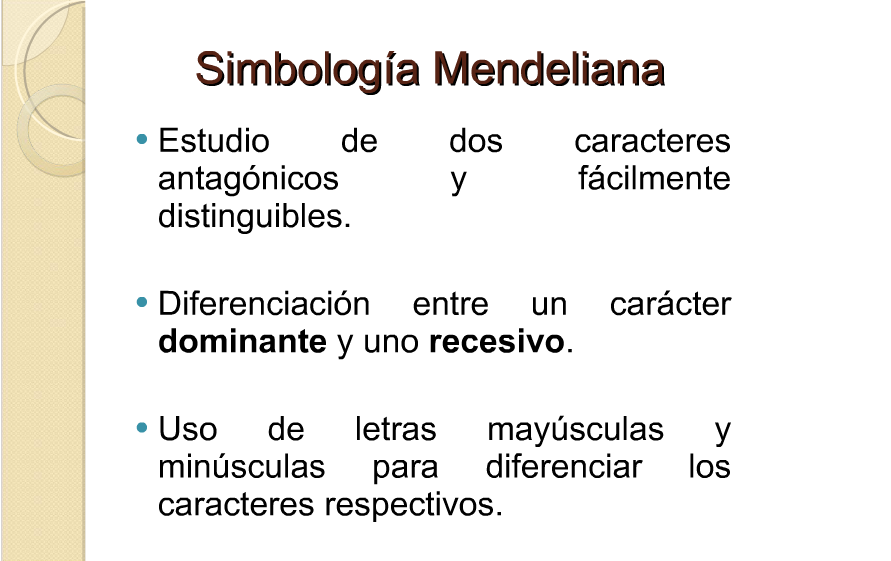 Simbología Mendeliana
• Estudio de dos caracteres
antagónicos y fácilmente
distinguibles.
• Diferenciación entre un carácter
dominante y uno recesivo.
• Uso de letras mayúsculas y
minúsculas para diferenciar los
caracteres respectivos.